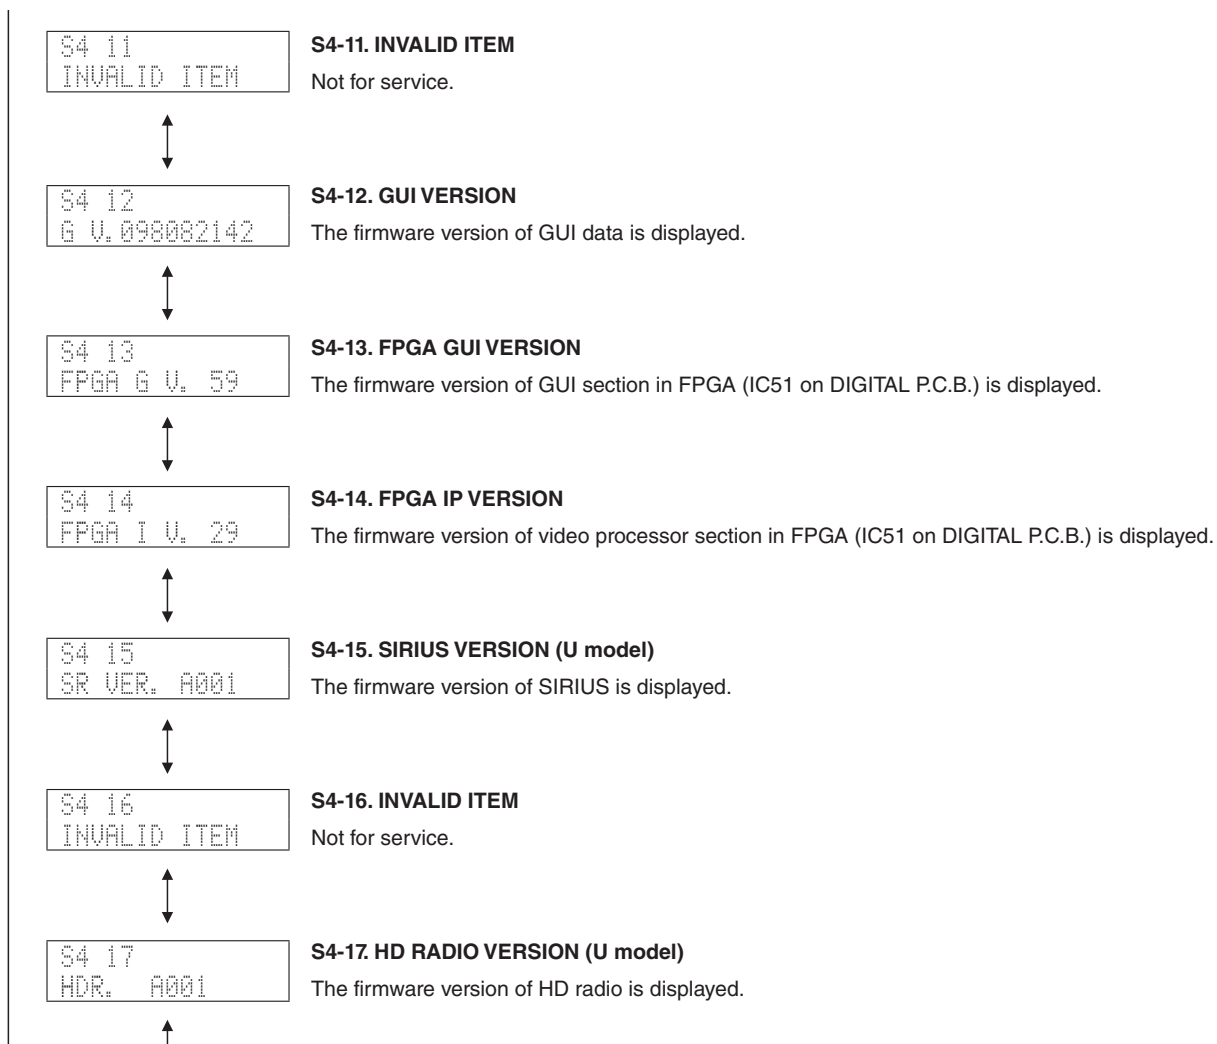 S4 11
INVALID ITEM
S4-11. INVALID ITEM
Not for service.
S4 12
G V.098082142
S4-12. GUI VERSION
The firmware version of GUI data is displayed.
S4 13
FPGA G V. 59
S4-13. FPGA GUI VERSION
The firmware version of GUI section in FPGA (IC51 on DIGITAL P.C.B.) is displayed.
S4 14
FPGA I V. 29
S4-14. FPGA IP VERSION
The firmware version of video processor section in FPGA (IC51 on DIGITAL P.C.B.) is displayed.
S4 15
SR VER. A001
S4-15. SIRIUS VERSION (U model)
The firmware version of SIRIUS is displayed.
S4 16
INVALID ITEM
S4-16. INVALID ITEM
Not for service.
S4 17
HDR. A001
S4-17. HD RADIO VERSION (U model)
The firmware version of HD radio is displayed.